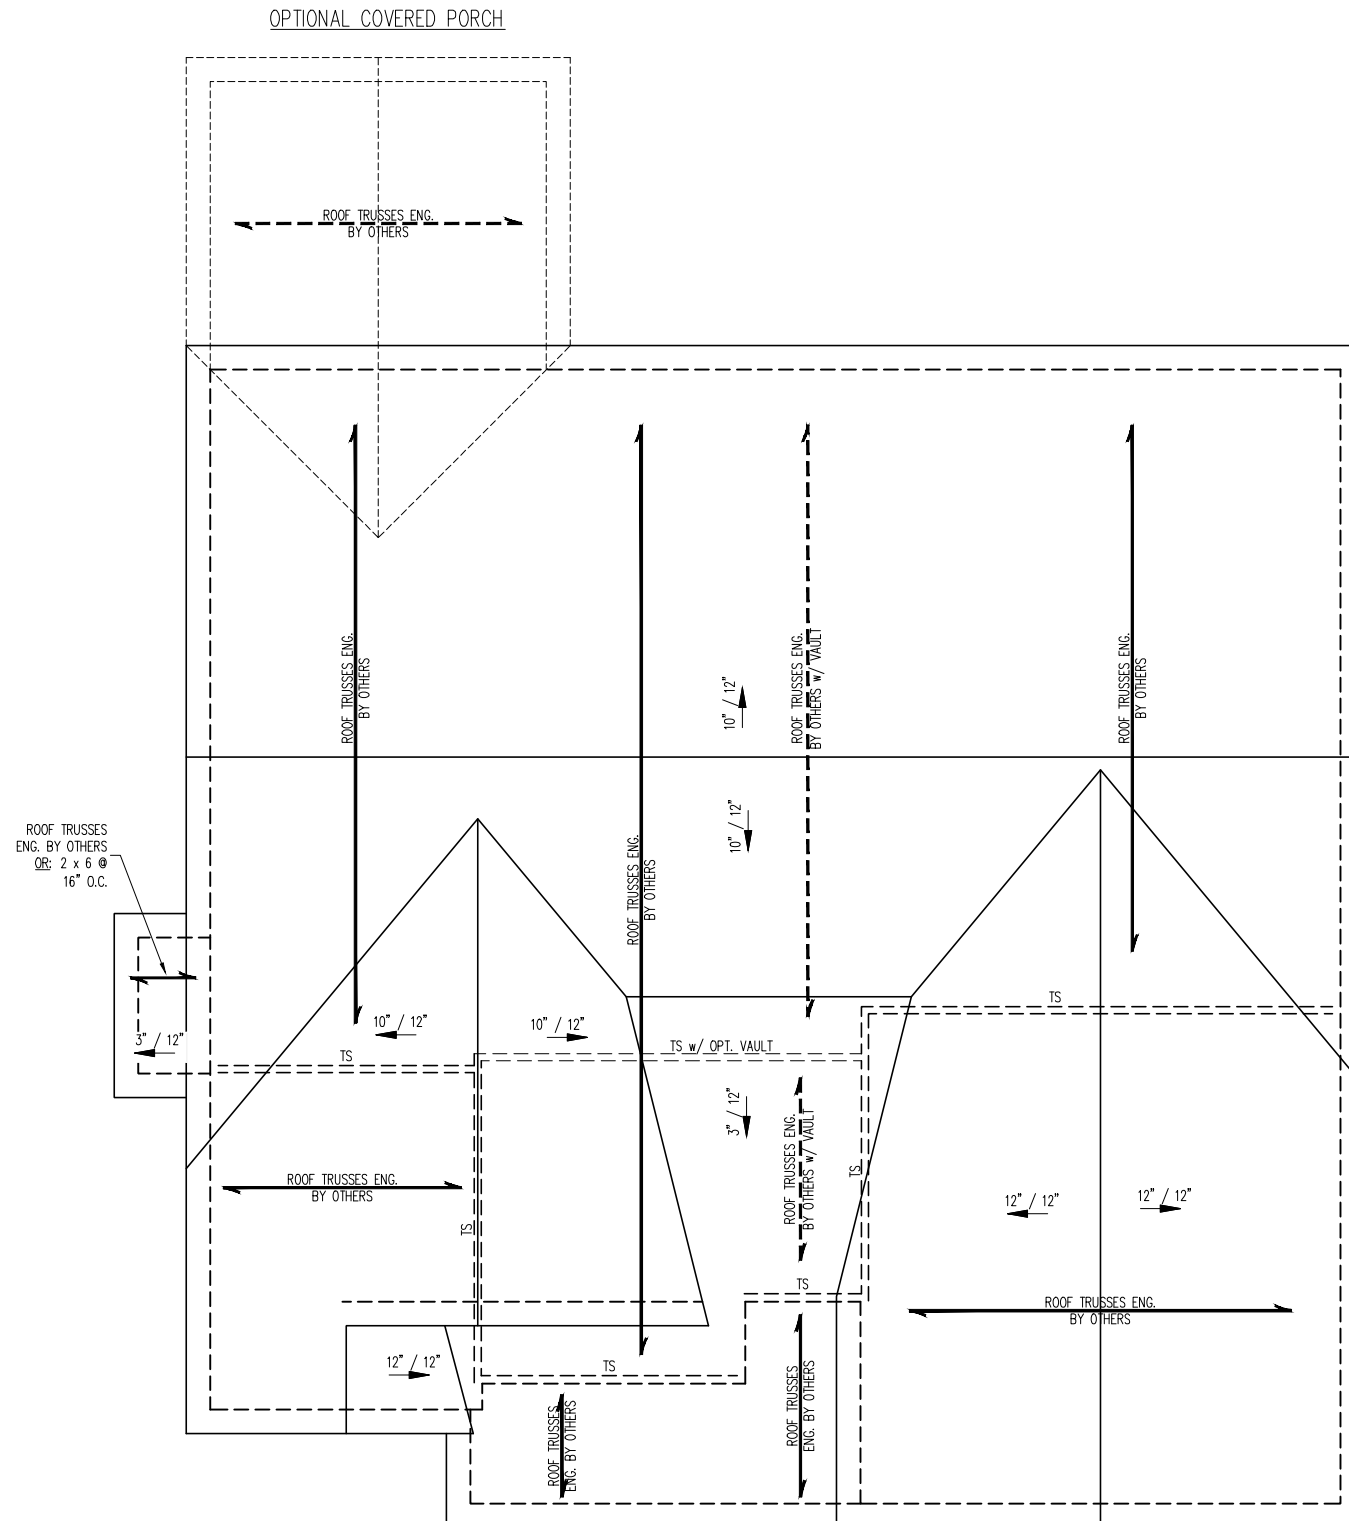 OPTIONAL COVERED PORCH
ROOF TRUSSES ENG.
BY OTHERS
ROOF TRUSSES ENG.
BY OTHERS
10" / 12"
ROOF TRUSSES ENG.
BY OTHERS w/ VAULT
ROOF TRUSSES ENG.
BY OTHERS
10" / 12"
ROOF TRUSSES
ENG. BY OTHERS
OR: 2 x 6 @
16" O.C.
ROOF TRUSSES ENG.
BY OTHERS
3" / 12"
10" / 12"
10" / 12"
TS
TS
TS w/ OPT. VAULT
3" / 12"
ROOF TRUSSES ENG.
BY OTHERS w/ VAULT
TS
ROOF TRUSSES ENG.
BY OTHERS
TS
12" / 12"
12" / 12"
TS
ROOF TRUSSES ENG.
BY OTHERS
12" / 12"
TS
ROOF TRUSSES
ENG. BY OTHERS
ROOF TRUSSES
ENG. BY OTHERS